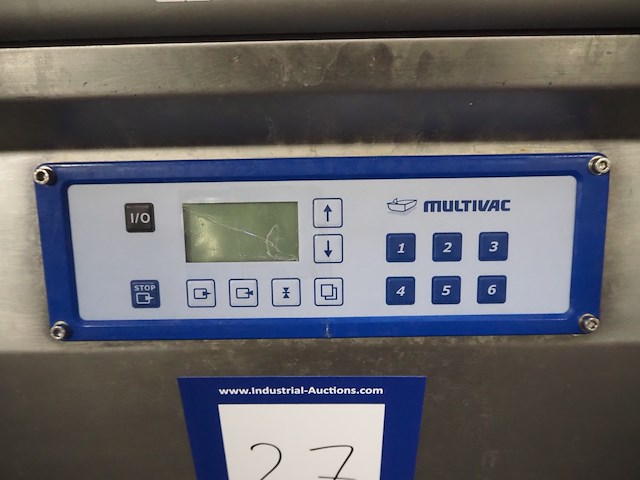 I/O
MULTIVAC
1 2 3
STOP
4 5 6
www.Industrial-Auctions.com
27